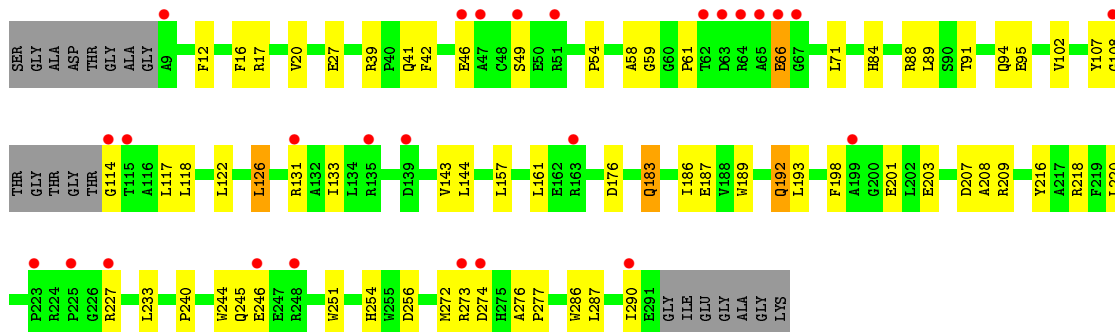 SER GLY ALA ASP THR GLY ALA GLY A9 F12 F16 R17 V20 E27 R39 P40 Q41 F42 E46 A47 C48 S49 E50 R51 P54 A58 G59 G60 P61 T62 D63 R64 A65 E66 G67 L71 H84 R88 L89 S90 T91 Q94 E95 V102 Y107
THR GLY THR GLY THR G114 T115 A116 L117 L118 L122 L126 R131 A132 I133 L134 R135 D139 V143 L144 L157 L161 E162 R163 D176 Q183 I186 E187 V188 W189 Q192 L193 F198 A199 G200 E201 L202 E203 D207 A208 R209 Y216 A217 R218 F219
P223 R224 P225 G226 R227 L233 P240 W244 Q245 E246 E247 R248 W251 H254 W255 D256 M272 R273 D274 H275 A276 P277 W286 L287 I290 E291 GLY ILE GLU GLY ALA GLY LYS